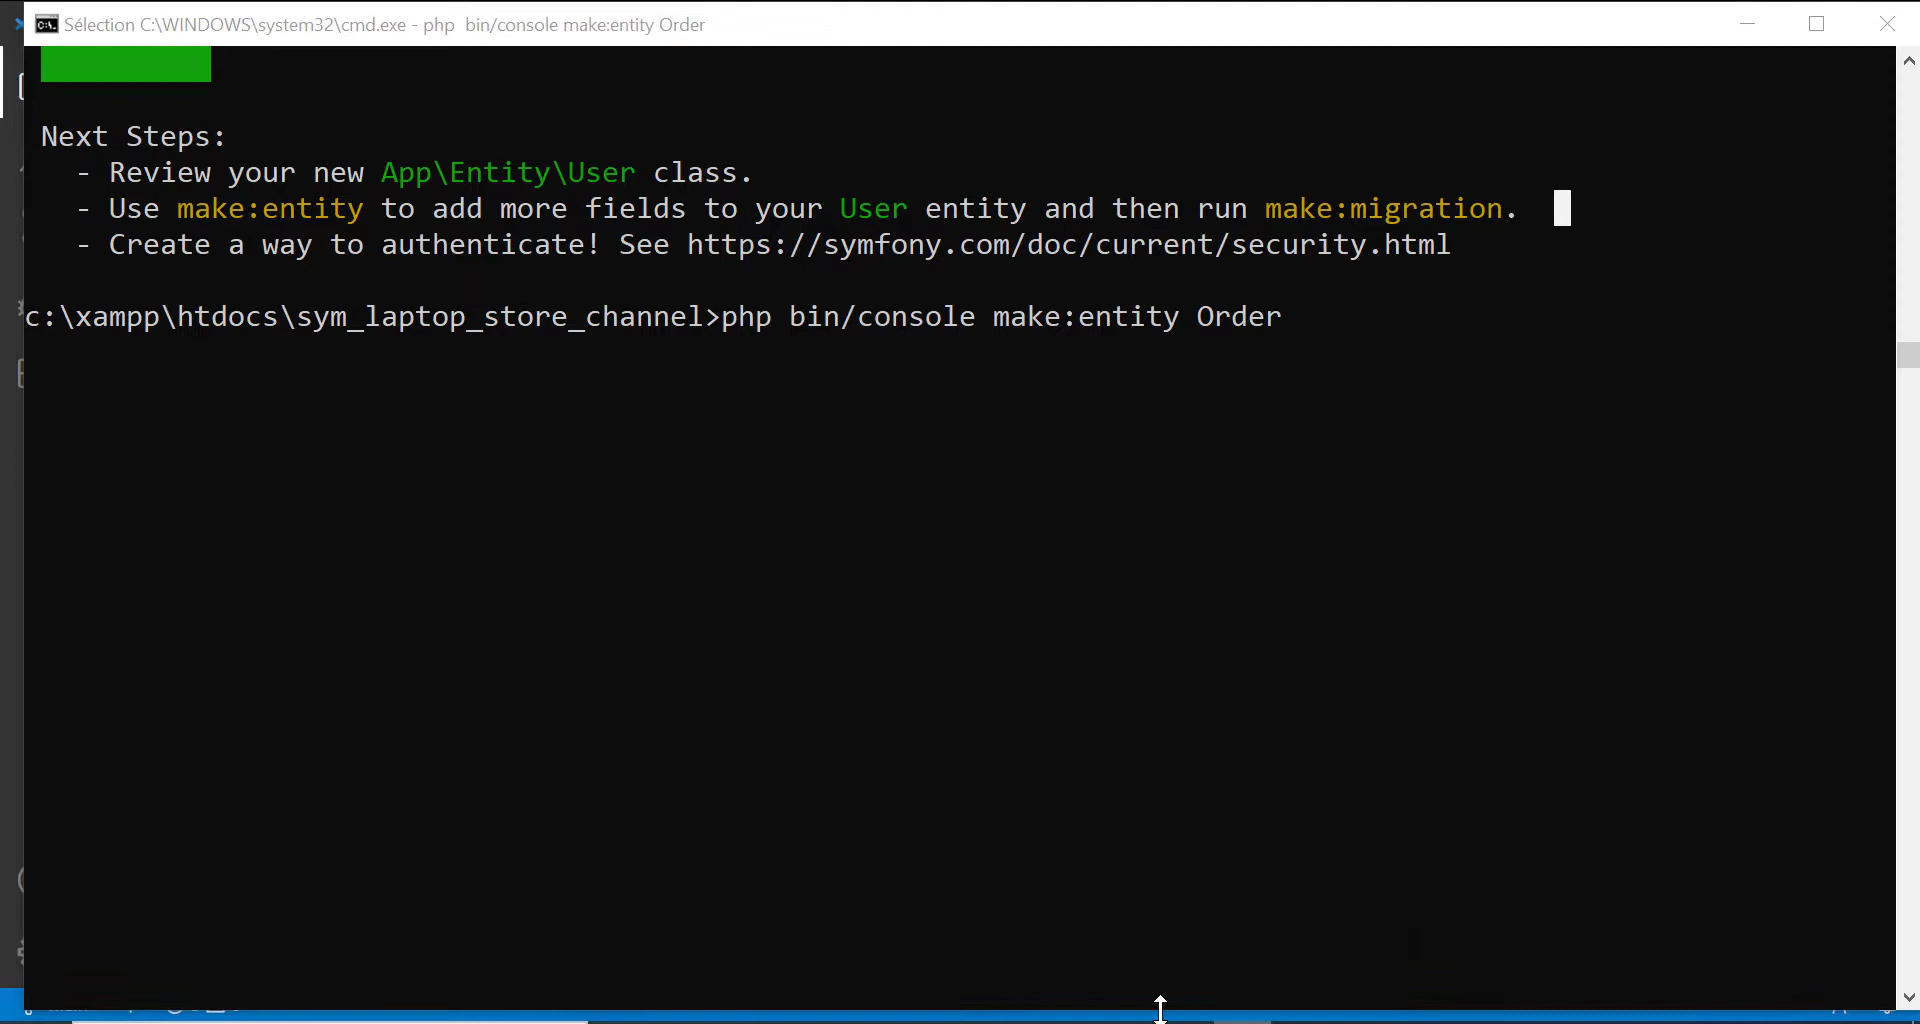 Sélection C:\WINDOWS\system32\cmd.exe - php  bin/console make:entity Order
Next Steps:
- Review your new App\Entity\User class.
- Use make:entity to add more fields to your User entity and then run make:migration.
- Create a way to authenticate! See https://symfony.com/doc/current/security.html
c:\xampp\htdocs\sym_laptop_store_channel>php bin/console make:entity Order